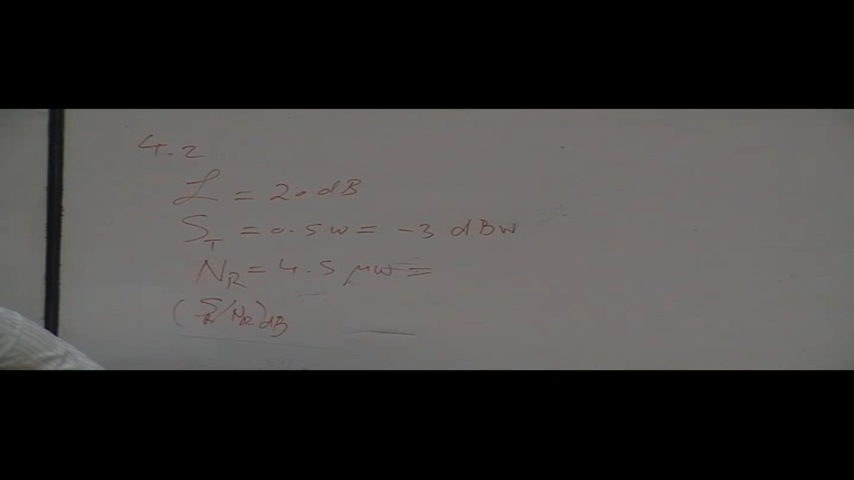 4.2
L = 20 dB
S_T = 0.5 w = -3 dBW
N_R = 4.5 μw =
(S_R/N_R)dB